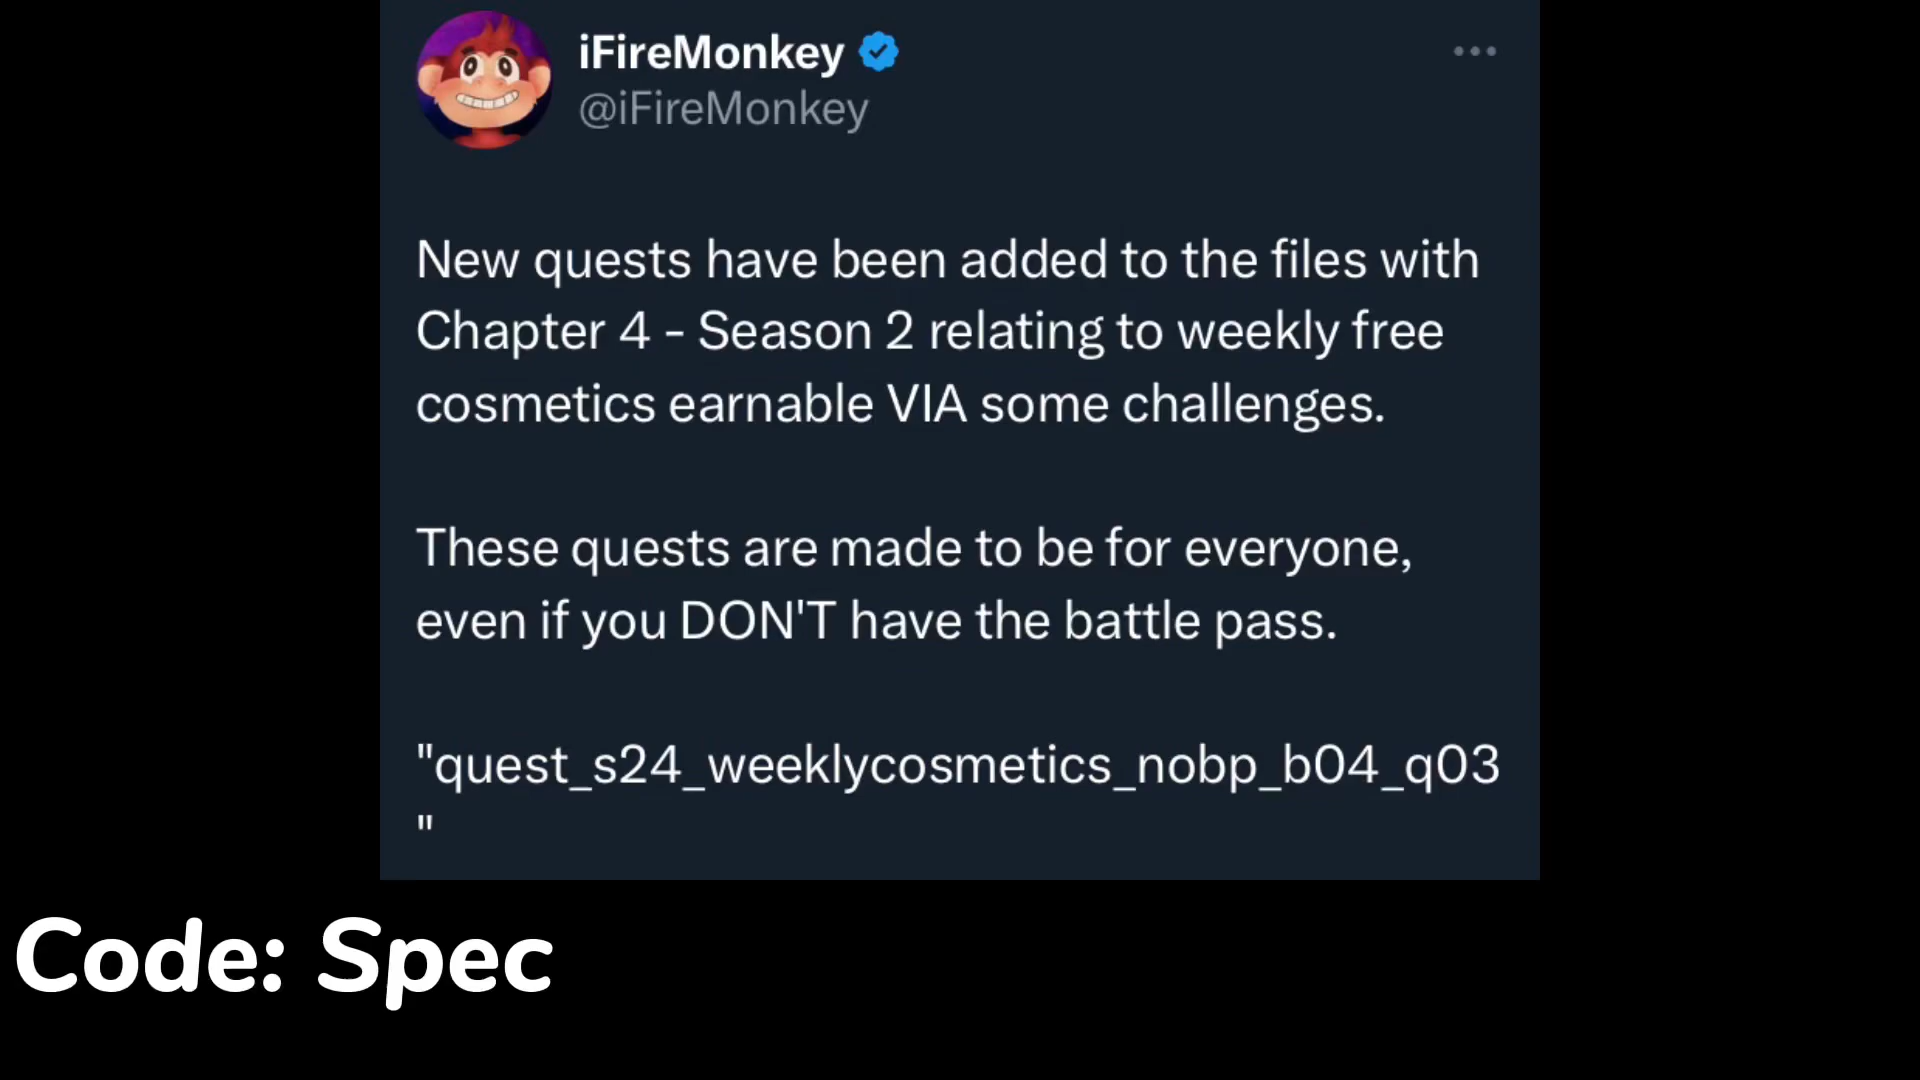 iFireMonkey
@iFireMonkey
New quests have been added to the files with
Chapter 4 - Season 2 relating to weekly free
cosmetics earnable VIA some challenges.
These quests are made to be for everyone,
even if you DON'T have the battle pass.
"quest_s24_weeklycosmetics_nobp_b04_q03
"
Code: Spec